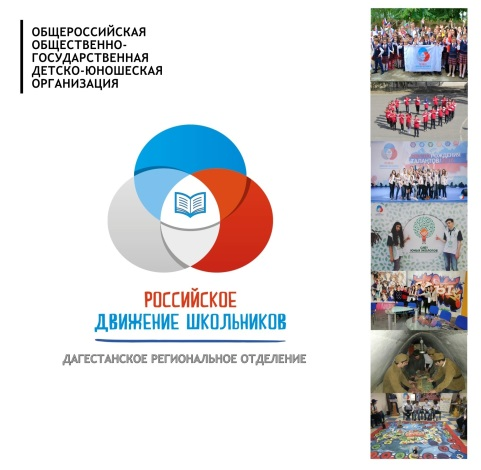 ОБЩЕРОССИЙСКАЯ
ОБЩЕСТВЕННО-
ГОСУДАРСТВЕННАЯ
ДЕТСКО-ЮНОШЕСКАЯ
ОРГАНИЗАЦИЯ
РОССИЙСКОЕ
ДВИЖЕНИЕ ШКОЛЬНИКОВ
ДАГЕСТАНСКОЕ РЕГИОНАЛЬНОЕ ОТДЕЛЕНИЕ